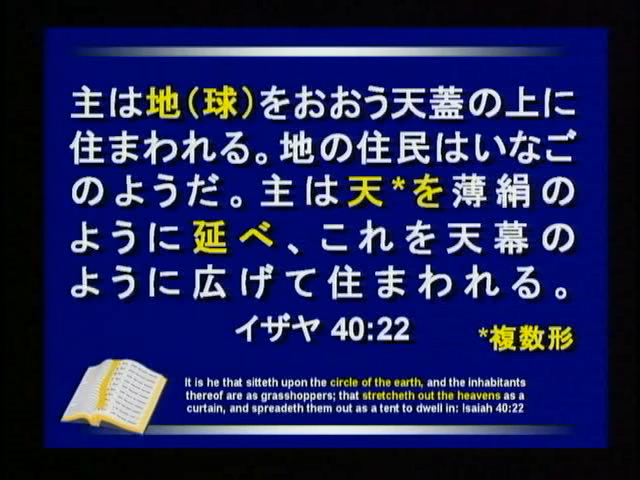 主は地（球）をおおう天蓋の上に
住まわれる。地の住民はいなご
のようだ。主は天*を薄絹の
ように延べ、これを天幕の
ように広げて住まわれる。
イザヤ 40:22
*複数形
It is he that sitteth upon the circle of the earth, and the inhabitants
thereof are as grasshoppers; that stretcheth out the heavens as a
curtain, and spreadeth them out as a tent to dwell in: Isaiah 40:22